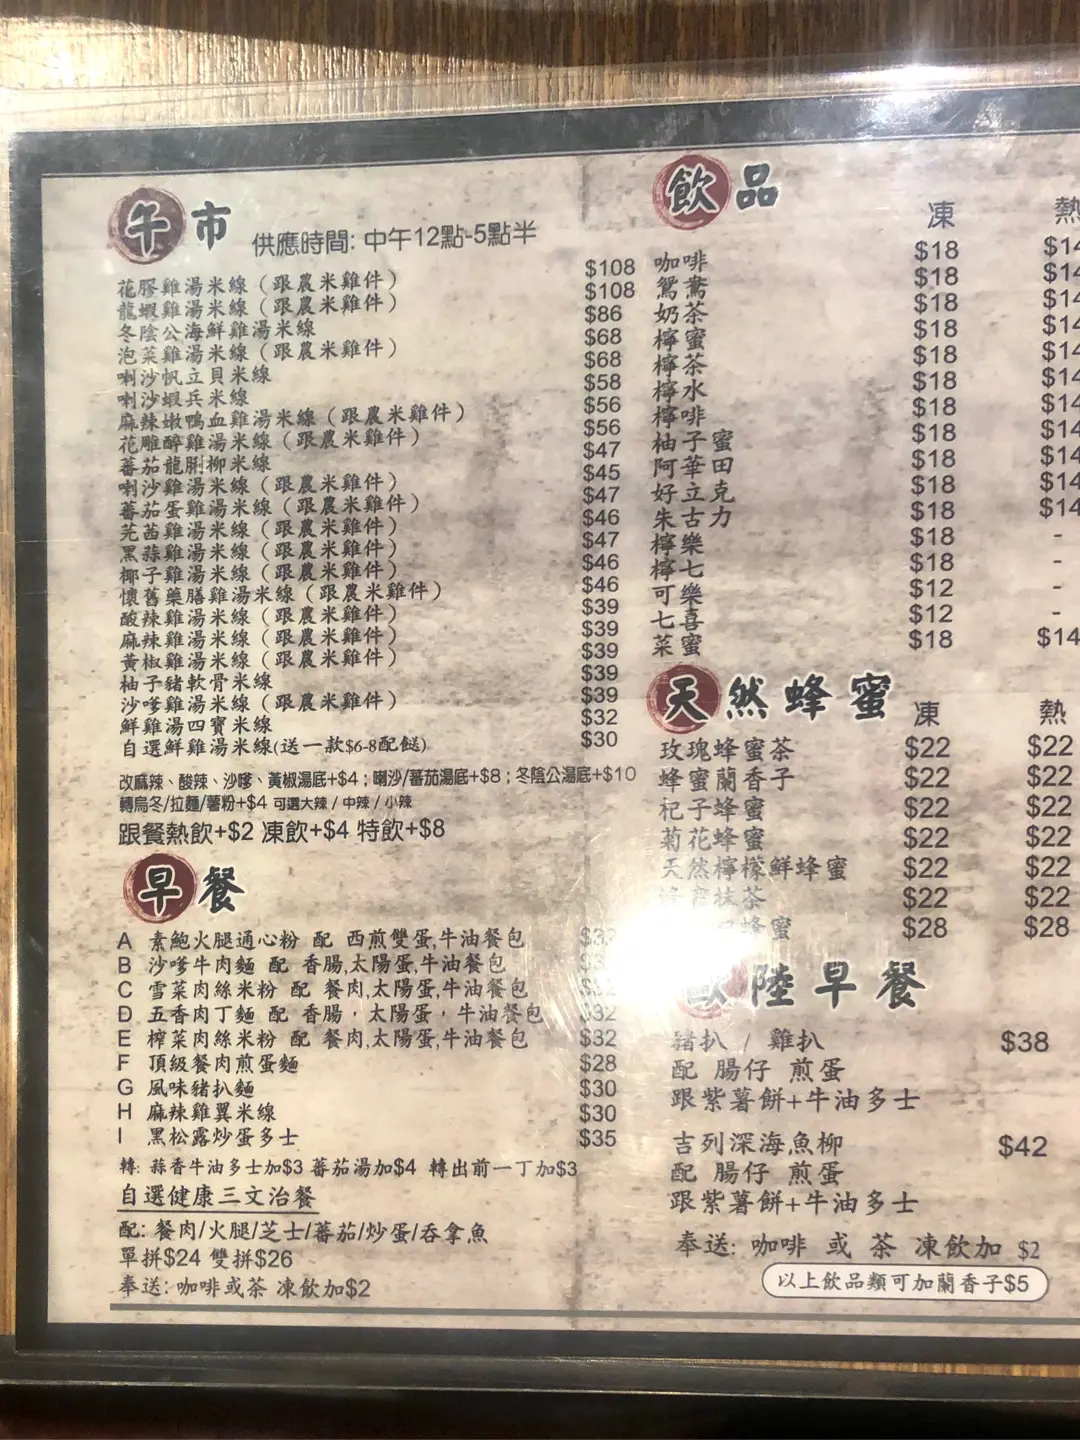 午市 供應時間: 中午12點-5點半
花膠雞湯米線（跟農米雞件） $108
龍蝦雞湯米線（跟農米雞件） $108
冬陰公海鮮雞湯米線 $86
泡菜雞湯米線（跟農米雞件） $68
喇沙帆立貝米線 $68
喇沙蝦兵米線 $58
麻辣嫩鴨血雞湯米線（跟農米雞件） $56
花雕醉雞湯米線（跟農米雞件） $56
蕃茄龍脷柳米線 $47
喇沙雞湯米線（跟農米雞件） $45
蕃茄蛋雞湯米線（跟農米雞件） $47
芫茜雞湯米線（跟農米雞件） $46
黑蒜雞湯米線（跟農米雞件） $47
椰子雞湯米線（跟農米雞件） $46
懷舊藥膳雞湯米線（跟農米雞件） $46
酸辣雞湯米線（跟農米雞件） $39
麻辣雞湯米線（跟農米雞件） $39
黃椒雞湯米線（跟農米雞件） $39
柚子豬軟骨米線 $39
沙嗲雞湯米線（跟農米雞件） $39
鮮雞湯四寶米線 $32
自選鮮雞湯米線(送一款$6-8配餸) $30
改麻辣、酸辣、沙嗲、黃椒湯底+$4；喇沙/蕃茄湯底+$8；冬陰公湯底+$10
轉烏冬/拉麵/薯粉+$4 可選大辣 / 中辣 / 小辣
跟餐熱飲+$2 凍飲+$4 特飲+$8
早餐
A 素鮑火腿通心粉 配 西煎雙蛋,牛油餐包
B 沙嗲牛肉麵 配 香腸,太陽蛋,牛油餐包
C 雪菜肉絲米粉 配 餐肉,太陽蛋,牛油餐包 $32
D 五香肉丁麵 配 香腸，太陽蛋，牛油餐包 $32
E 榨菜肉絲米粉 配 餐肉,太陽蛋,牛油餐包 $32
F 頂級餐肉煎蛋麵 $28
G 風味豬扒麵 $30
H 麻辣雞翼米線 $30
I 黑松露炒蛋多士 $35
轉: 蒜香牛油多士加$3 蕃茄湯加$4 轉出前一丁加$3
自選健康三文治餐
配: 餐肉/火腿/芝士/蕃茄/炒蛋/吞拿魚
單拼$24 雙拼$26
奉送: 咖啡或茶 凍飲加$2
飲品 凍 熱
咖啡 $18 $14
鴛鴦 $18 $14
奶茶 $18 $14
檸蜜 $18 $14
檸茶 $18 $14
檸水 $18 $14
檸啡 $18 $14
柚子蜜 $18 $14
阿華田 $18 $14
好立克 $18 $14
朱古力 $18 $14
檸樂 $18 -
檸七 $18 -
可樂 $12 -
七喜 $12 -
菜蜜 $18 $14
天然蜂蜜 凍 熱
玫瑰蜂蜜茶 $22 $22
蜂蜜蘭香子 $22 $22
杞子蜂蜜 $22 $22
菊花蜂蜜 $22 $22
天然檸檬鮮蜂蜜 $22 $22
抹茶 $22 $22
蜂蜜 $28 $28
歐陸早餐
豬扒 / 雞扒 $38
配 腸仔 煎蛋
跟紫薯餅+牛油多士
吉列深海魚柳 $42
配 腸仔 煎蛋
跟紫薯餅+牛油多士
奉送: 咖啡 或 茶 凍飲加 $2
以上飲品類可加蘭香子$5